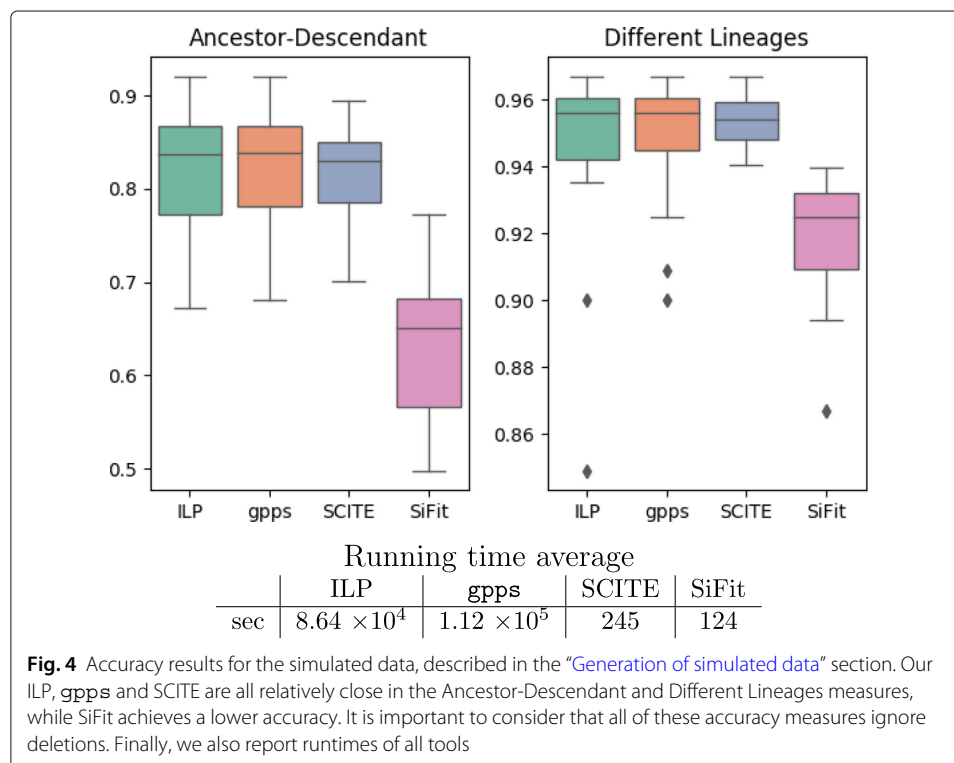 Ancestor-Descendant Different Lineages
0.9
0.8
0.7
0.6
0.5
ILP gpps SCITE SiFit
0.96
0.94
0.92
0.90
0.88
0.86
ILP gpps SCITE SiFit
Running time average
ILP gpps SCITE SiFit
sec 8.64 ×10⁴ 1.12 ×10⁵ 245 124
Fig. 4 Accuracy results for the simulated data, described in the “Generation of simulated data” section. Our
ILP, gpps and SCITE are all relatively close in the Ancestor-Descendant and Different Lineages measures,
while SiFit achieves a lower accuracy. It is important to consider that all of these accuracy measures ignore
deletions. Finally, we also report runtimes of all tools